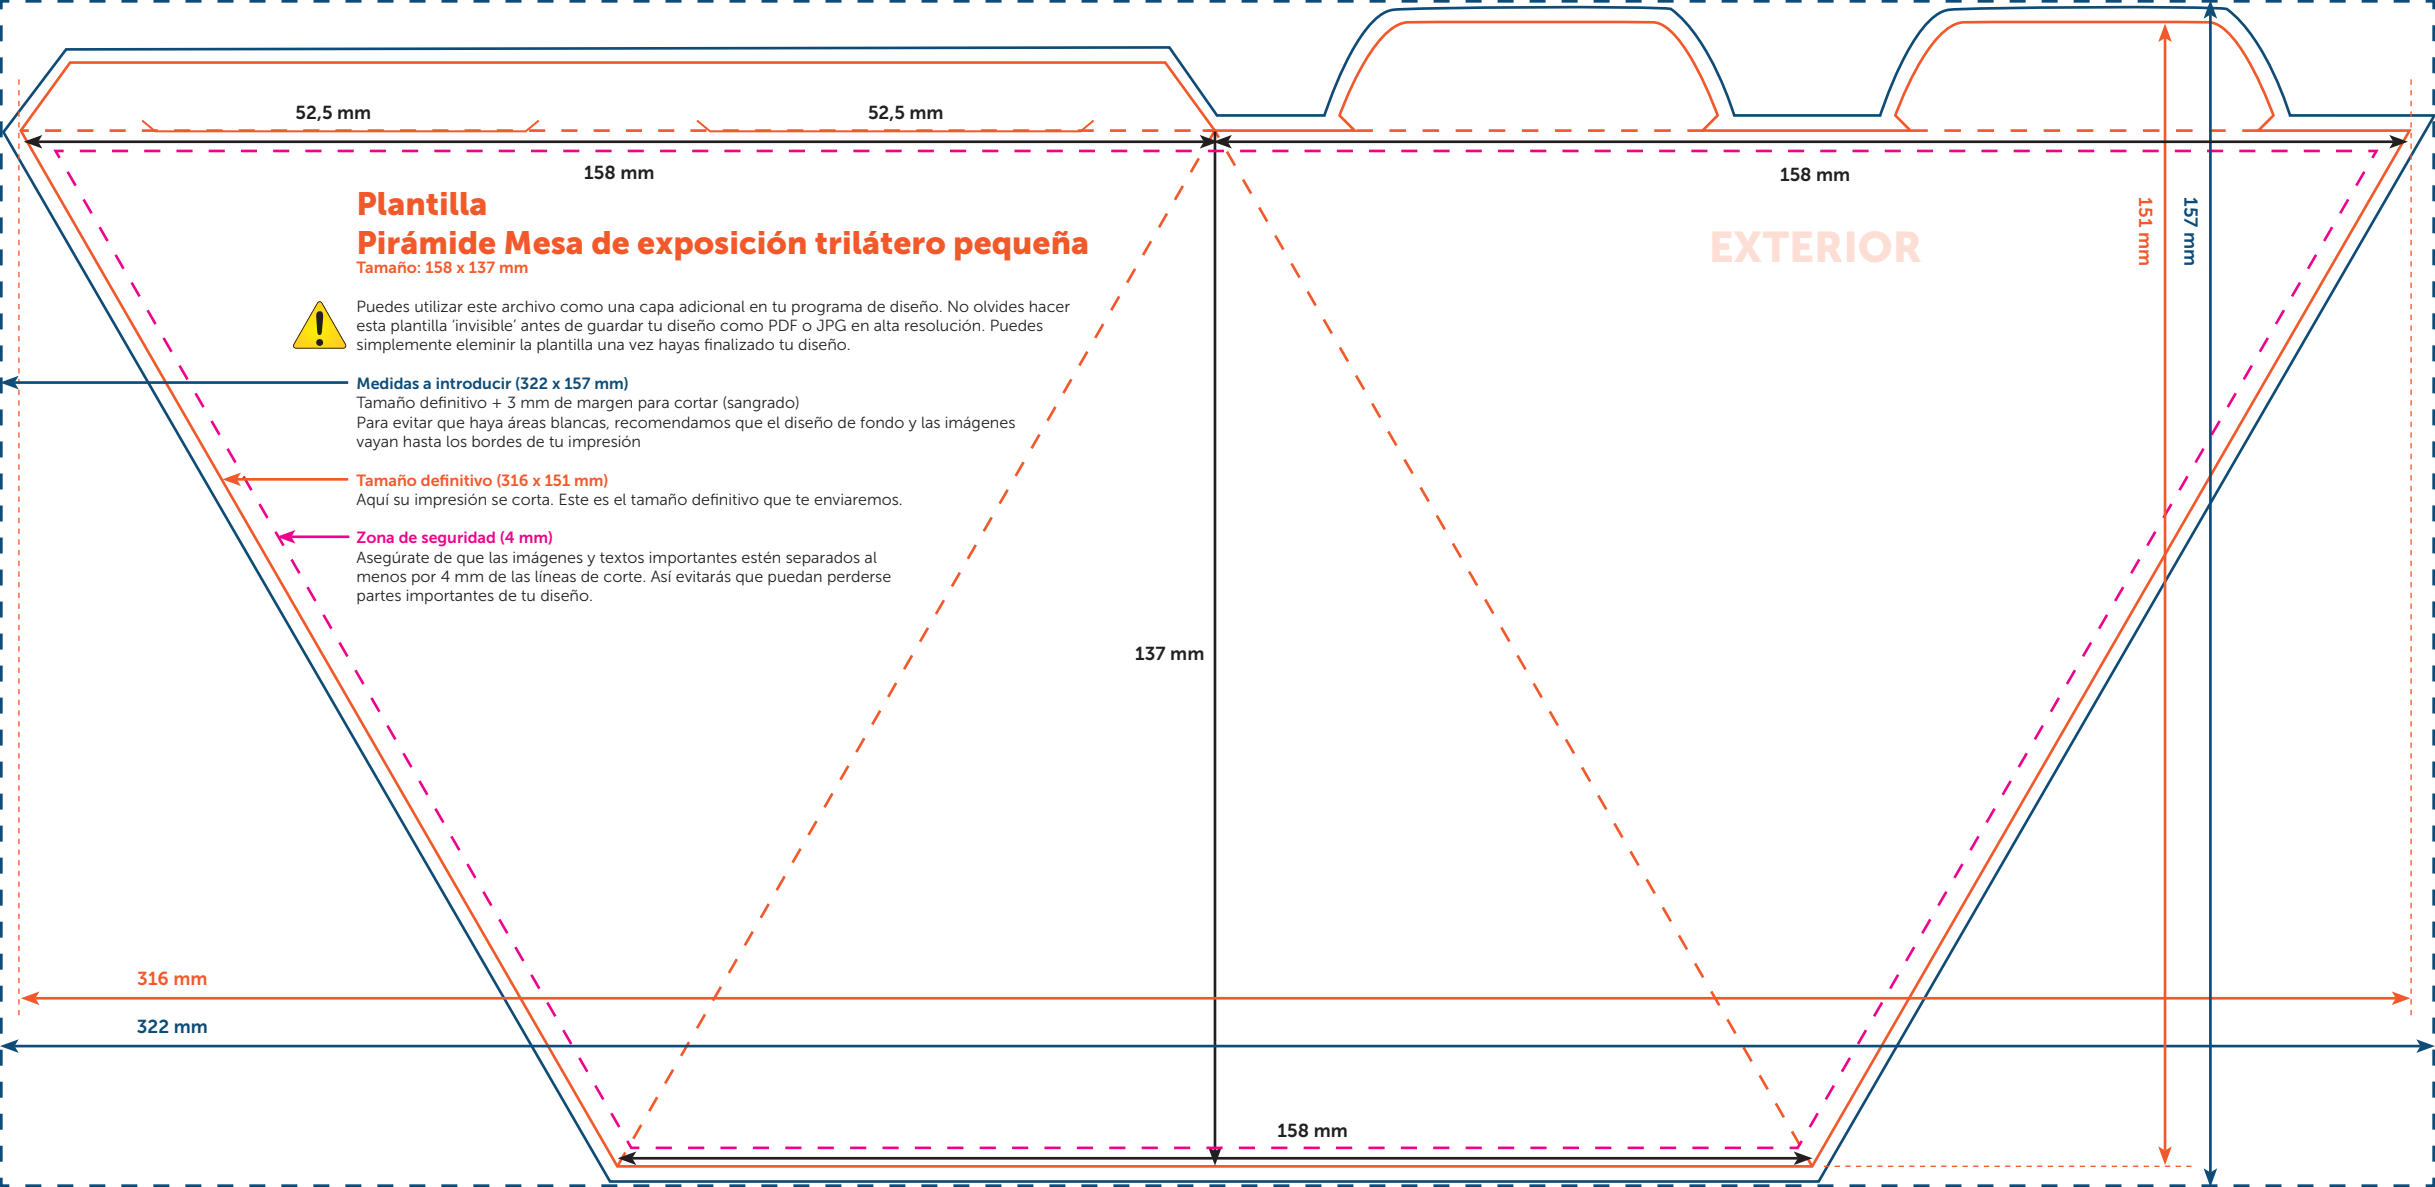 52,5 mm
52,5 mm
158 mm
158 mm
Plantilla
Pirámide Mesa de exposición trilátero pequeña
Tamaño: 158 x 137 mm
EXTERIOR
151 mm
157 mm
Puedes utilizar este archivo como una capa adicional en tu programa de diseño. No olvides hacer
esta plantilla ‘invisible’ antes de guardar tu diseño como PDF o JPG en alta resolución. Puedes
simplemente eleminir la plantilla una vez hayas finalizado tu diseño.
Medidas a introducir (322 x 157 mm)
Tamaño definitivo + 3 mm de margen para cortar (sangrado)
Para evitar que haya áreas blancas, recomendamos que el diseño de fondo y las imágenes
vayan hasta los bordes de tu impresión
Tamaño definitivo (316 x 151 mm)
Aquí su impresión se corta. Este es el tamaño definitivo que te enviaremos.
Zona de seguridad (4 mm)
Asegúrate de que las imágenes y textos importantes estén separados al
menos por 4 mm de las líneas de corte. Así evitarás que puedan perderse
partes importantes de tu diseño.
137 mm
316 mm
322 mm
158 mm